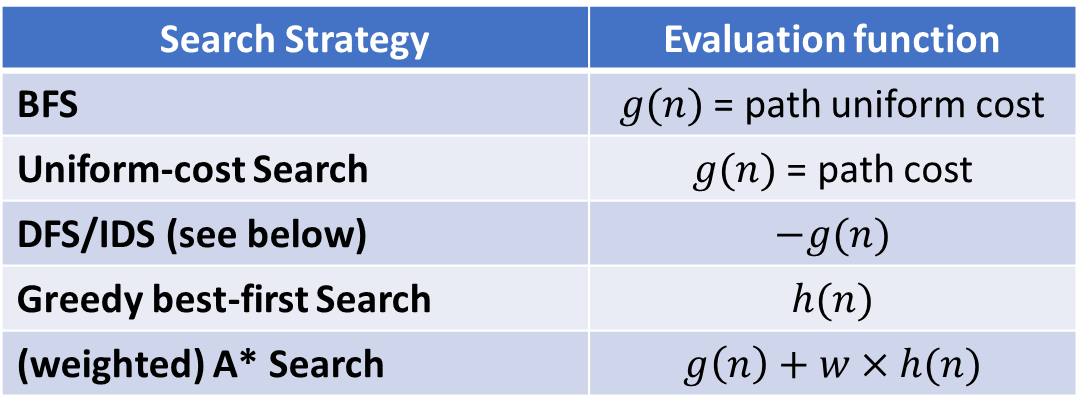 Search Strategy Evaluation function
BFS g(n) = path uniform cost
Uniform-cost Search g(n) = path cost
DFS/IDS (see below) −g(n)
Greedy best-first Search h(n)
(weighted) A* Search g(n) + w × h(n)